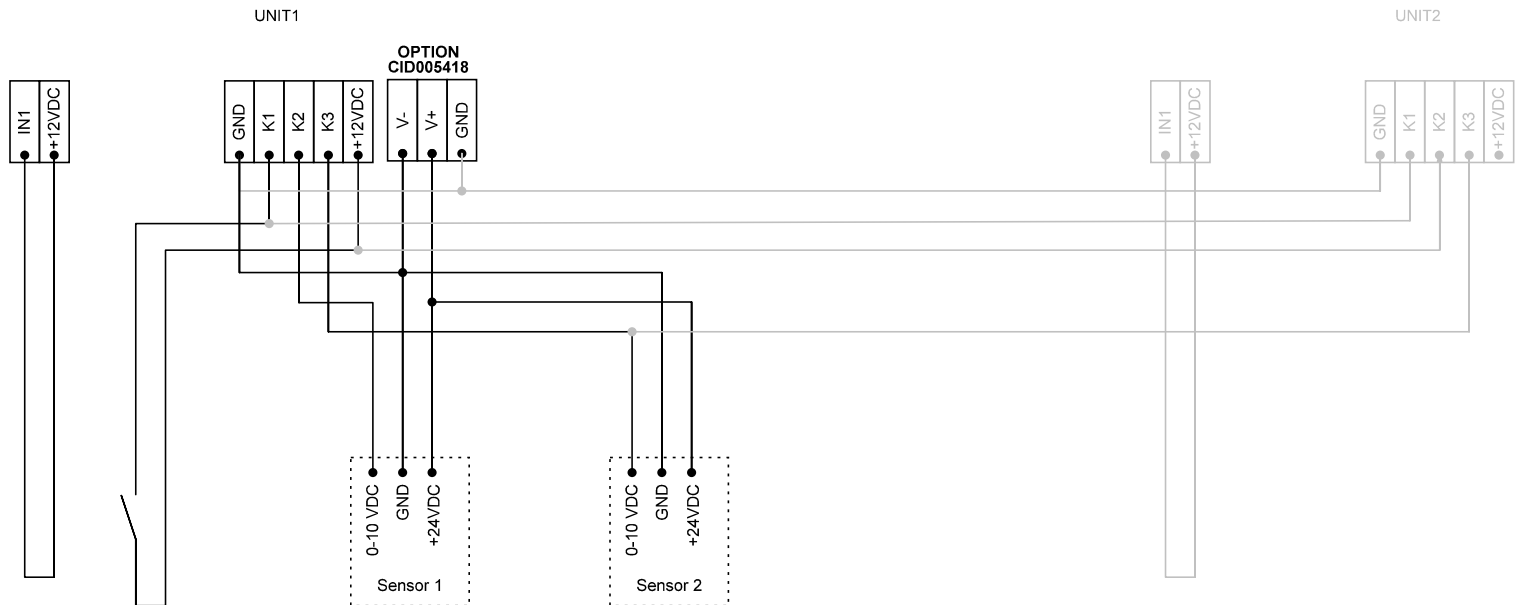 UNIT1
UNIT2
OPTION
CID005418
IN1
+12VDC
GND
K1
K2
K3
+12VDC
V-
V+
GND
IN1
+12VDC
GND
K1
K2
K3
+12VDC
0-10 VDC
GND
+24VDC
Sensor 1
0-10 VDC
GND
+24VDC
Sensor 2